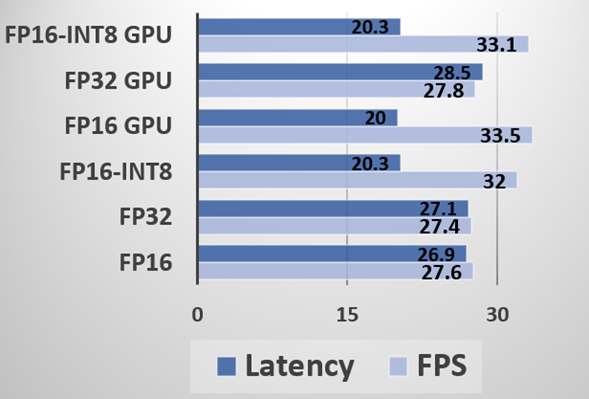 FP16-INT8 GPU
20.3
33.1
FP32 GPU
28.5
27.8
FP16 GPU
20
33.5
FP16-INT8
20.3
32
FP32
27.1
27.4
FP16
26.9
27.6
0 15 30
Latency FPS